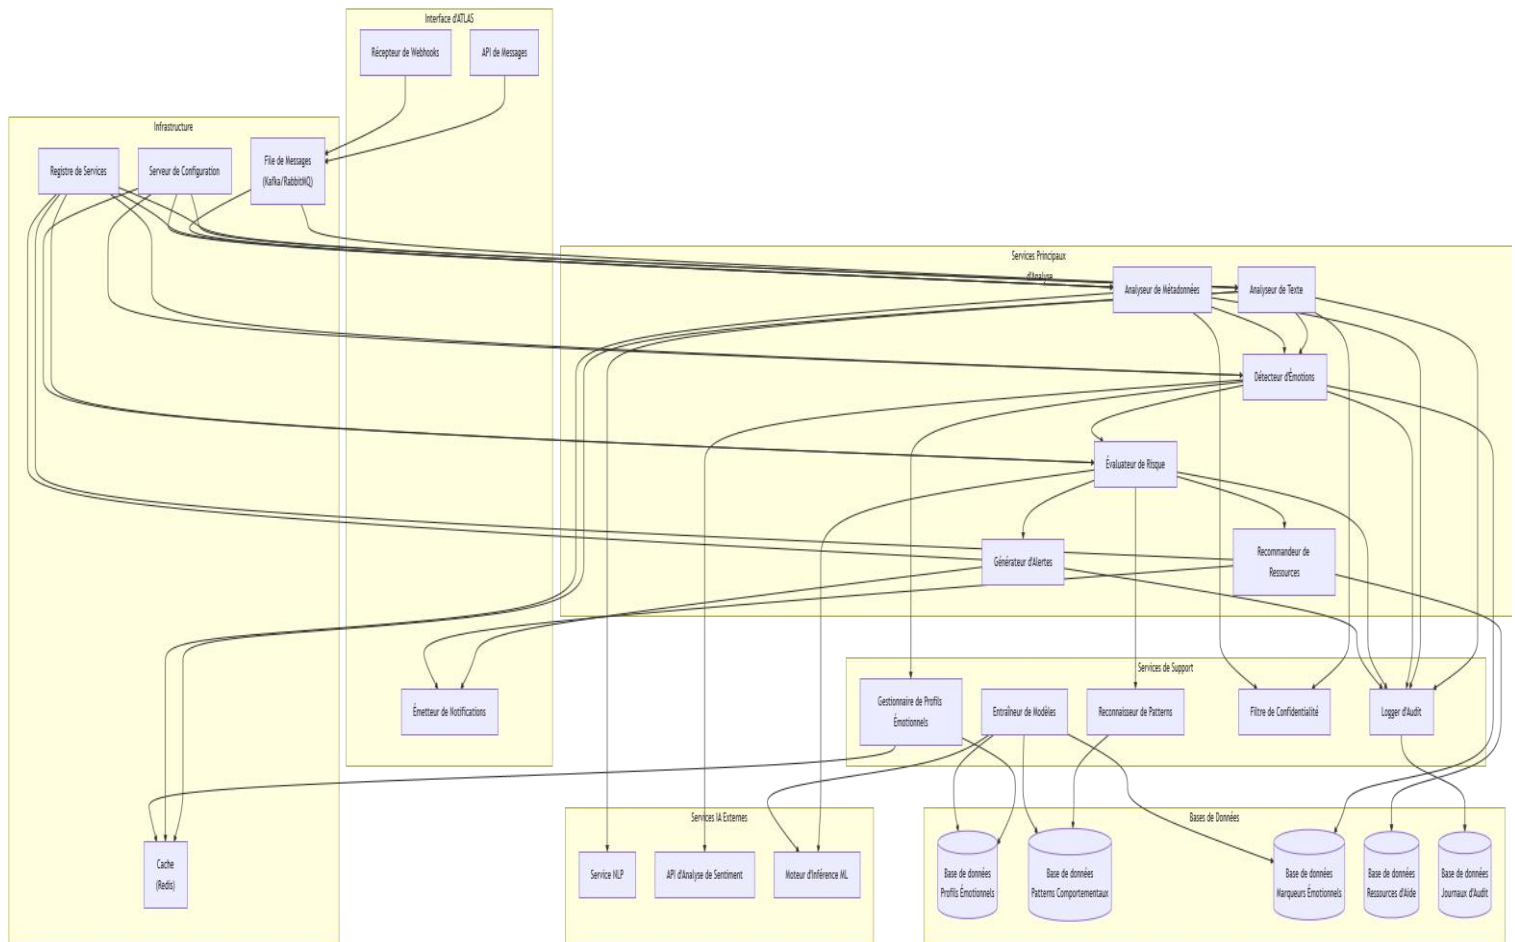 Interface d'ATLAS
Récepteur de Webhooks
API de Messages
Infrastructure
Registre de Services
Serveur de Configuration
File de Messages
(Kafka/RabbitMQ)
Services Principaux
d'Analyse
Analyseur de Métadonnées
Analyseur de Texte
Détecteur d'Émotions
Évaluateur de Risque
Générateur d'Alertes
Recommandeur de
Ressources
Services de Support
Émetteur de Notifications
Gestionnaire de Profils
Émotionnels
Entraîneur de Modèles
Reconnaisseur de Patterns
Filtre de Confidentialité
Logger d'Audit
Services IA Externes
Bases de Données
Cache
(Redis)
Service NLP
API d'Analyse de Sentiment
Moteur d'Inférence ML
Base de données
Profils Émotionnels
Base de données
Patterns Comportementaux
Base de données
Marqueurs Émotionnels
Base de données
Ressources d'Aide
Base de données
Journaux d'Audit